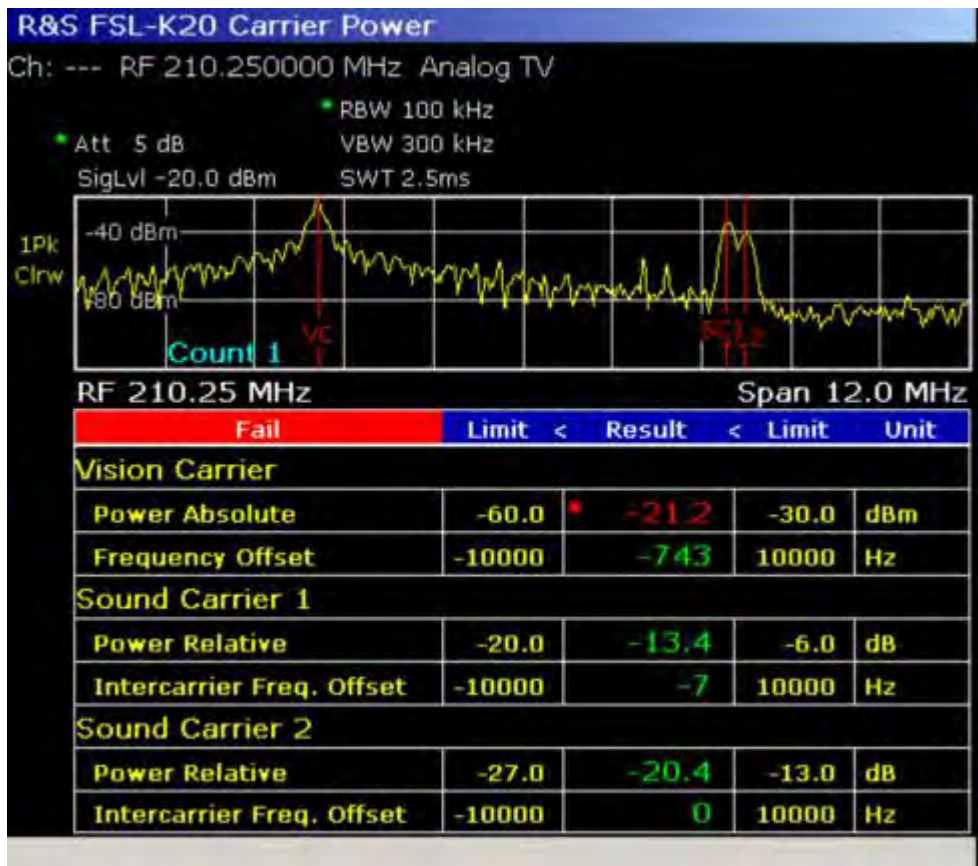 R&S FSL-K20 Carrier Power
Ch: --- RF 210.250000 MHz Analog TV
RBW 100 kHz
Att 5 dB VBW 300 kHz
SigLvl -20.0 dBm SWT 2.5ms
1Pk
Clrw
-40 dBm
-80 dBm
VC
Count 1
RF 210.25 MHz Span 12.0 MHz
Fail Limit < Result < Limit Unit
Vision Carrier
Power Absolute -60.0 -21.2 -30.0 dBm
Frequency Offset -10000 -743 10000 Hz
Sound Carrier 1
Power Relative -20.0 -13.4 -6.0 dB
Intercarrier Freq. Offset -10000 -7 10000 Hz
Sound Carrier 2
Power Relative -27.0 -20.4 -13.0 dB
Intercarrier Freq. Offset -10000 0 10000 Hz